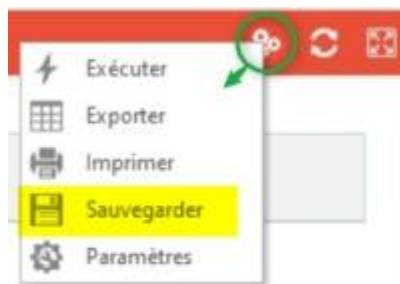 Exécuter
Exporter
Imprimer
Sauvegarder
Paramètres